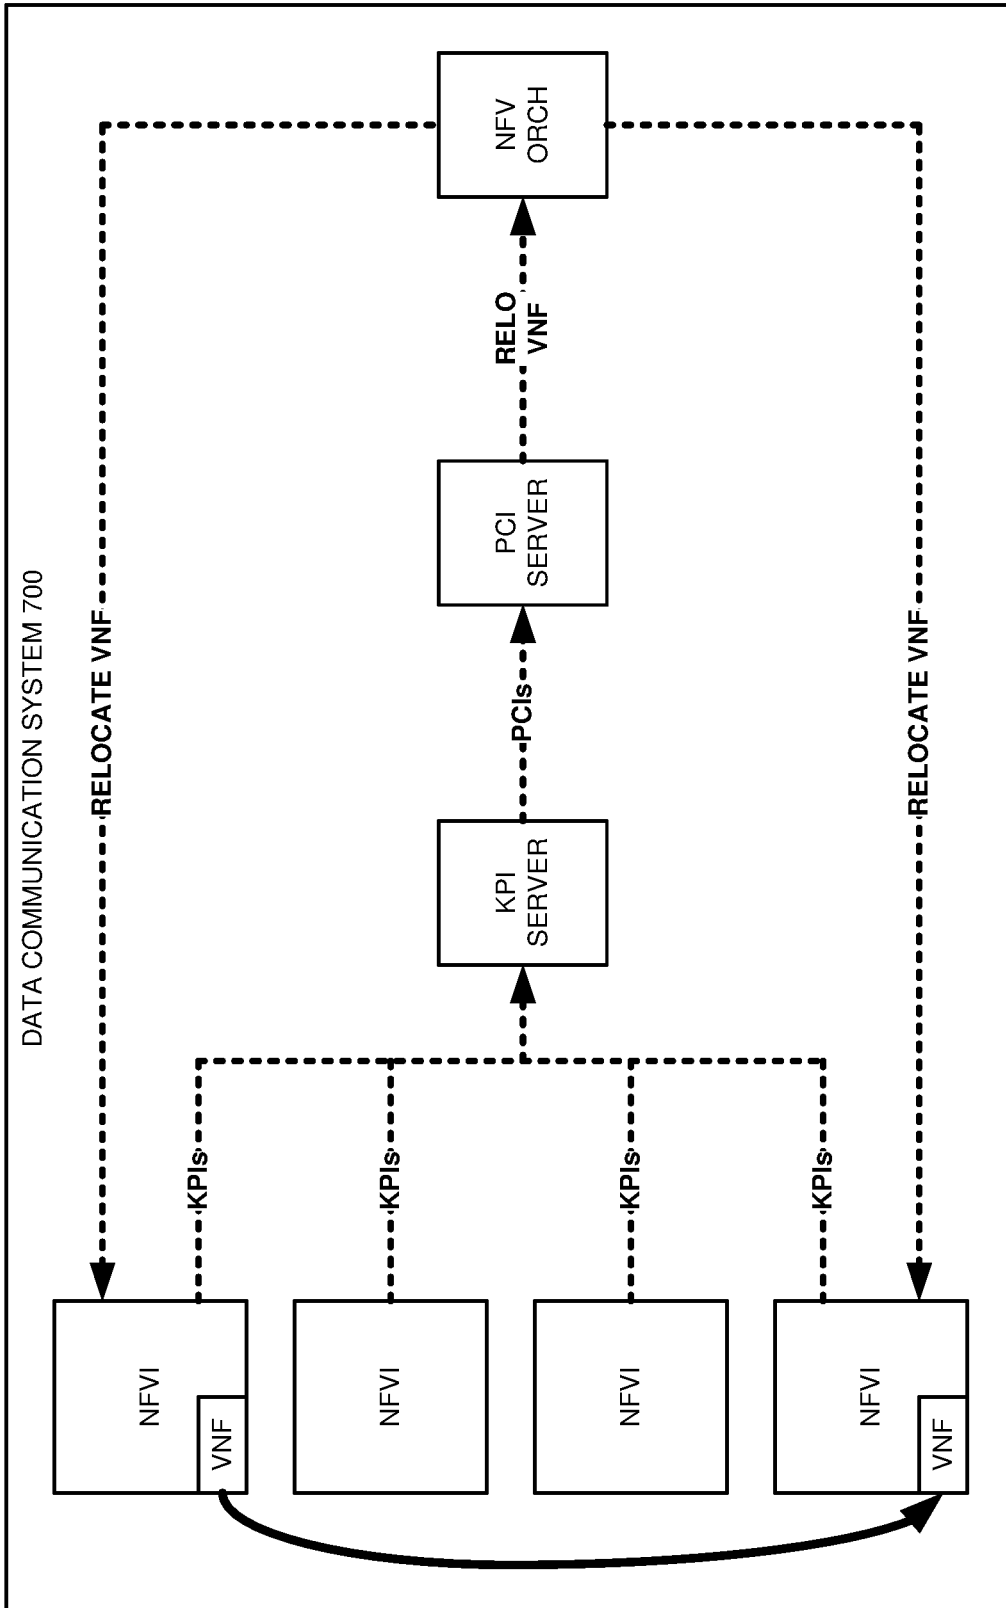 DATA COMMUNICATION SYSTEM 700
RELOCATE VNF
NFVI
VNF
KPIs
NFVI
KPIs
KPI
SERVER
PCIs
PCI
SERVER
RELO
VNF
NFV
ORCH
NFVI
KPIs
NFVI
VNF
KPIs
RELOCATE VNF